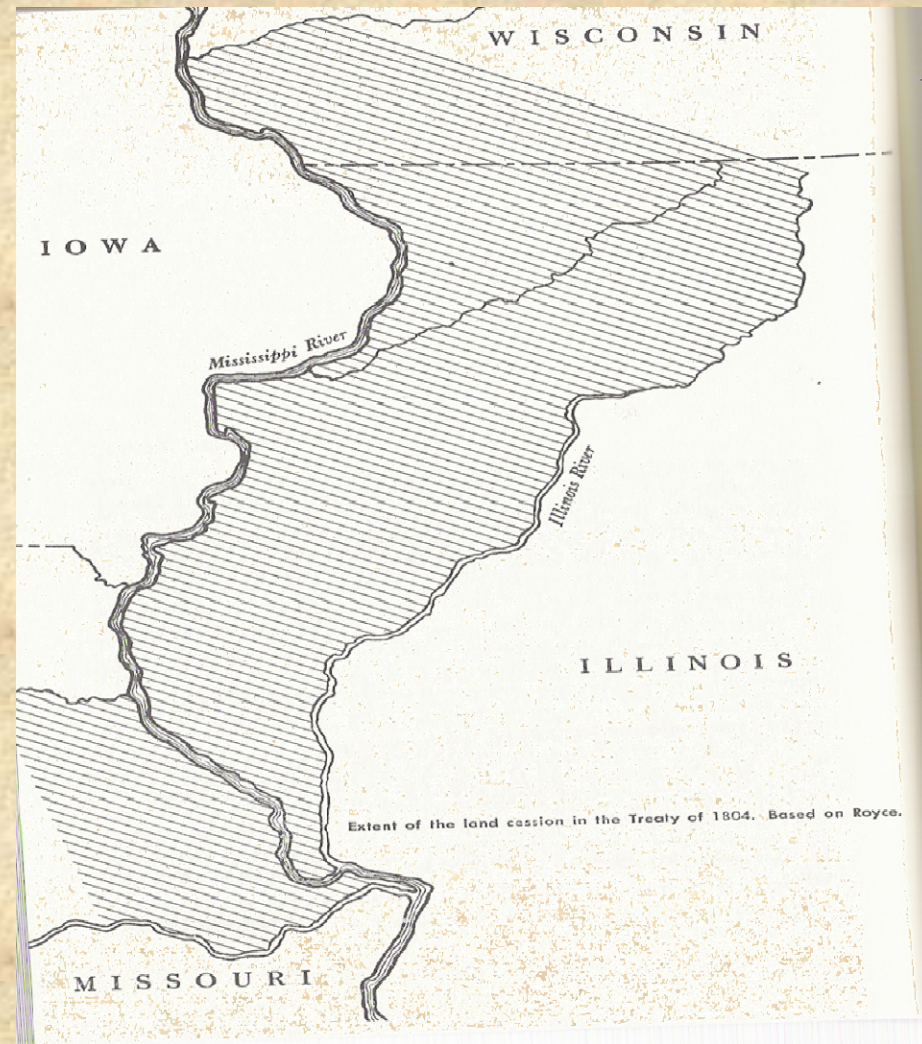 WISCONSIN
IOWA
Mississippi River
Illinois River
ILLINOIS
Extent of the land cession in the Treaty of 1804. Based on Royce.
MISSOURI